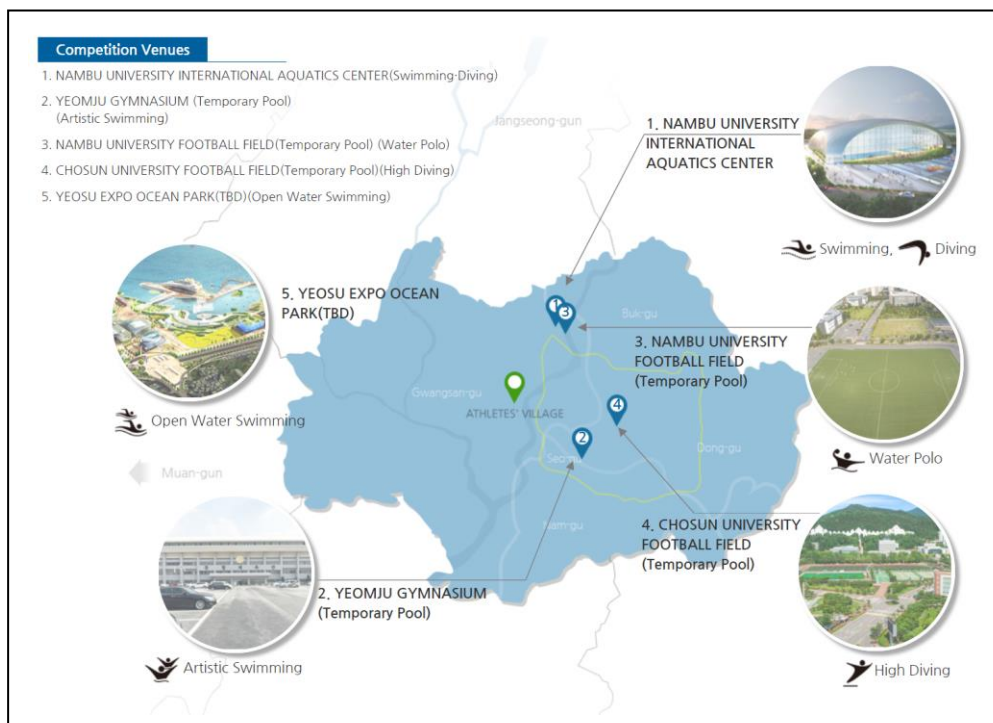 Competition Venues
1. NAMBU UNIVERSITY INTERNATIONAL AQUATICS CENTER(Swimming·Diving)
2. YEOMJU GYMNASIUM (Temporary Pool)
(Artistic Swimming)
3. NAMBU UNIVERSITY FOOTBALL FIELD(Temporary Pool) (Water Polo)
4. CHOSUN UNIVERSITY FOOTBALL FIELD(Temporary Pool)(High Diving)
5. YEOSU EXPO OCEAN PARK(TBD)(Open Water Swimming)
Jangseong-gun
1. NAMBU UNIVERSITY
INTERNATIONAL
AQUATICS CENTER
Swimming, Diving
5. YEOSU EXPO OCEAN
PARK(TBD)
Open Water Swimming
1
3
Buk-gu
3. NAMBU UNIVERSITY
FOOTBALL FIELD
(Temporary Pool)
Water Polo
Gwangsan-gu
ATHLETES' VILLAGE
4
2
Seo-gu
Dong-gu
Muan-gun
Nam-gu
4. CHOSUN UNIVERSITY
FOOTBALL FIELD
(Temporary Pool)
High Diving
2. YEOMJU GYMNASIUM
(Temporary Pool)
Artistic Swimming